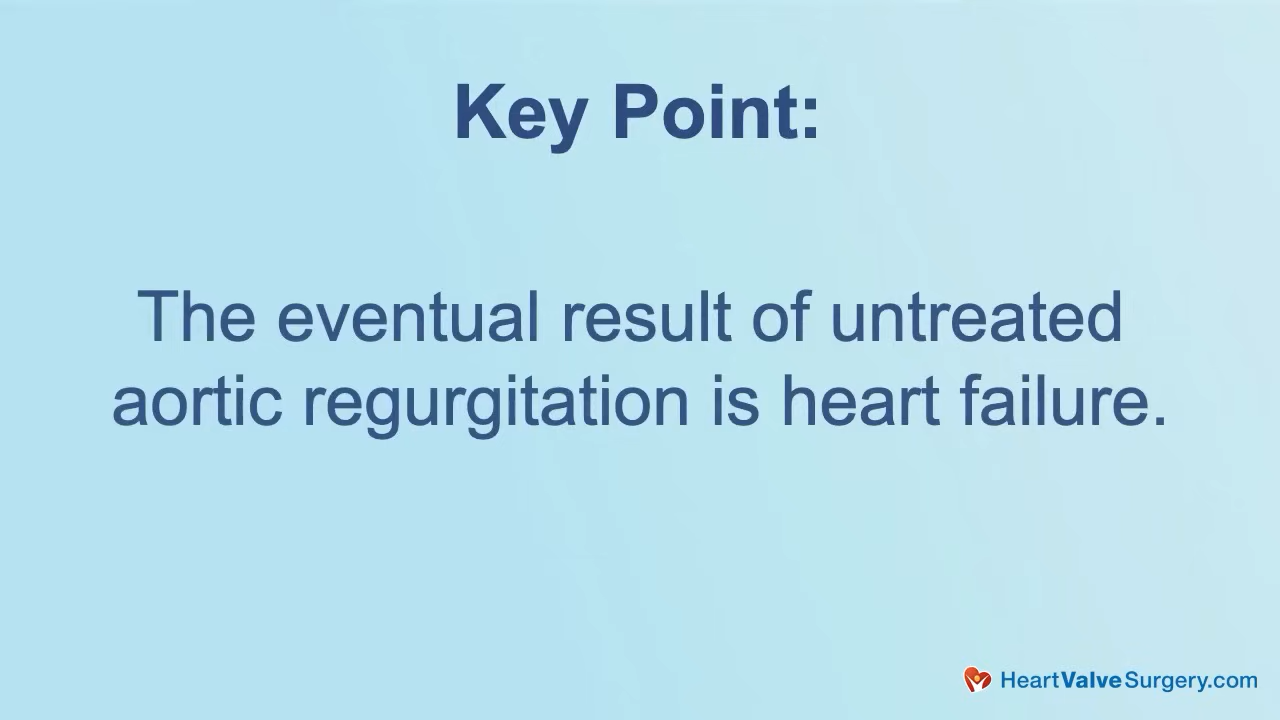 Key Point:
The eventual result of untreated
aortic regurgitation is heart failure.
HeartValveSurgery.com